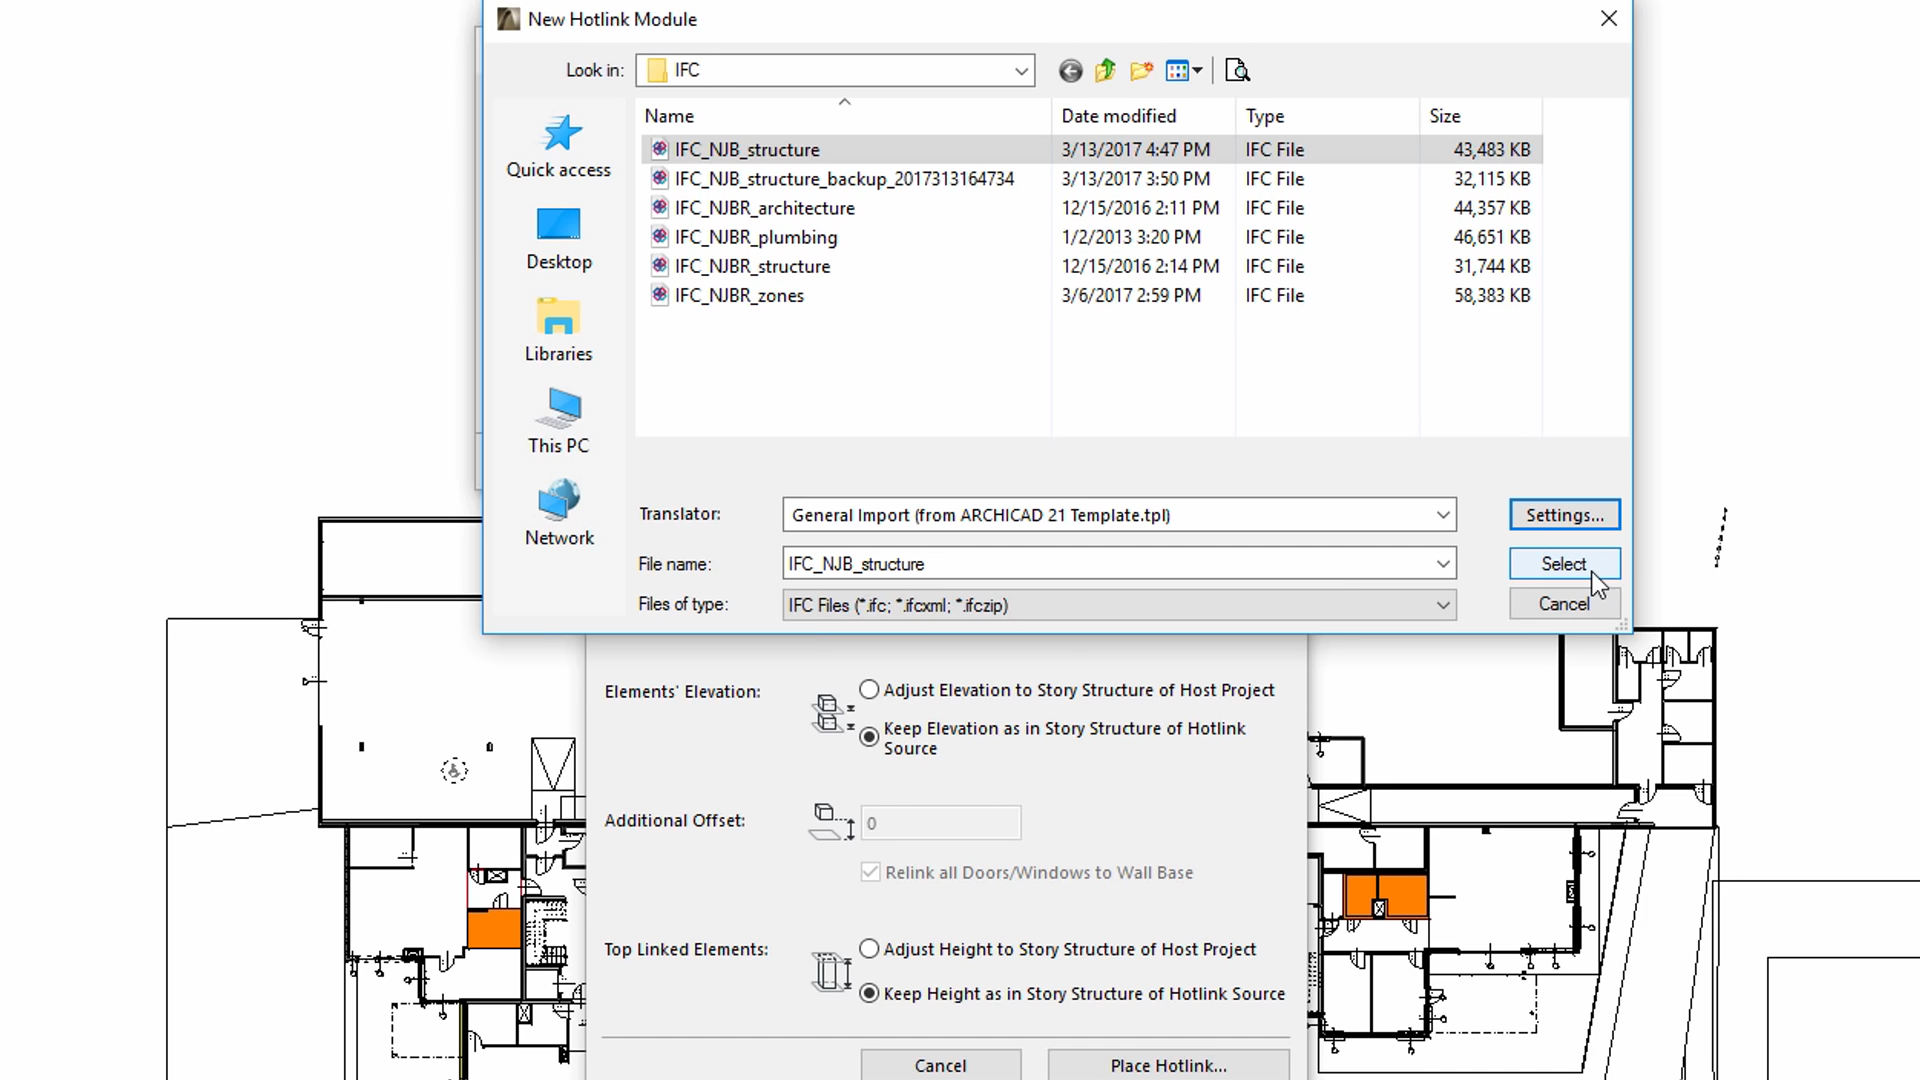 New Hotlink Module
Look in: IFC
Name Date modified Type Size
IFC_NJB_structure 3/13/2017 4:47 PM IFC File 43,483 KB
IFC_NJB_structure_backup_2017313164734 3/13/2017 3:50 PM IFC File 32,115 KB
IFC_NJBR_architecture 12/15/2016 2:11 PM IFC File 44,357 KB
IFC_NJBR_plumbing 1/2/2013 3:20 PM IFC File 46,651 KB
IFC_NJBR_structure 12/15/2016 2:14 PM IFC File 31,744 KB
IFC_NJBR_zones 3/6/2017 2:59 PM IFC File 58,383 KB
Quick access
Desktop
Libraries
This PC
Network
Translator: General Import (from ARCHICAD 21 Template.tpl) Settings...
File name: IFC_NJB_structure Select
Files of type: IFC Files (*.ifc; *.ifcxml; *.ifczip) Cancel
Elements' Elevation: Adjust Elevation to Story Structure of Host Project
Keep Elevation as in Story Structure of Hotlink
Source
Additional Offset: 0
Relink all Doors/Windows to Wall Base
Top Linked Elements: Adjust Height to Story Structure of Host Project
Keep Height as in Story Structure of Hotlink Source
Cancel Place Hotlink...